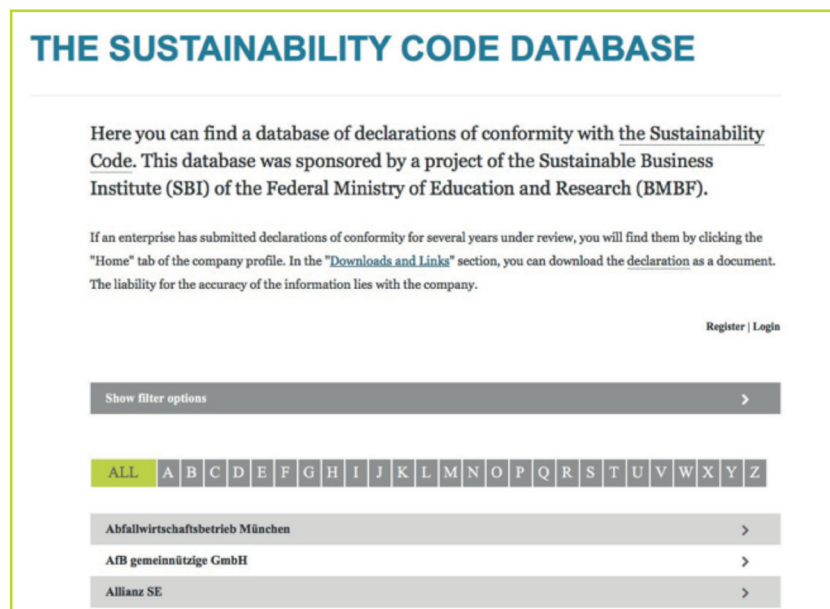 THE SUSTAINABILITY CODE DATABASE
Here you can find a database of declarations of conformity with the Sustainability
Code. This database was sponsored by a project of the Sustainable Business
Institute (SBI) of the Federal Ministry of Education and Research (BMBF).
If an enterprise has submitted declarations of conformity for several years under review, you will find them by clicking the
"Home" tab of the company profile. In the "Downloads and Links" section, you can download the declaration as a document.
The liability for the accuracy of the information lies with the company.
Register | Login
Show filter options
ALL A B C D E F G H I J K L M N O P Q R S T U V W X Y Z
Abfallwirtschaftsbetrieb München
AfB gemeinnützige GmbH
Allianz SE